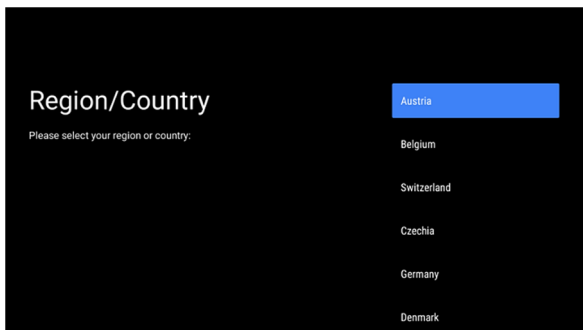 Region/Country
Please select your region or country:
Austria
Belgium
Switzerland
Czechia
Germany
Denmark